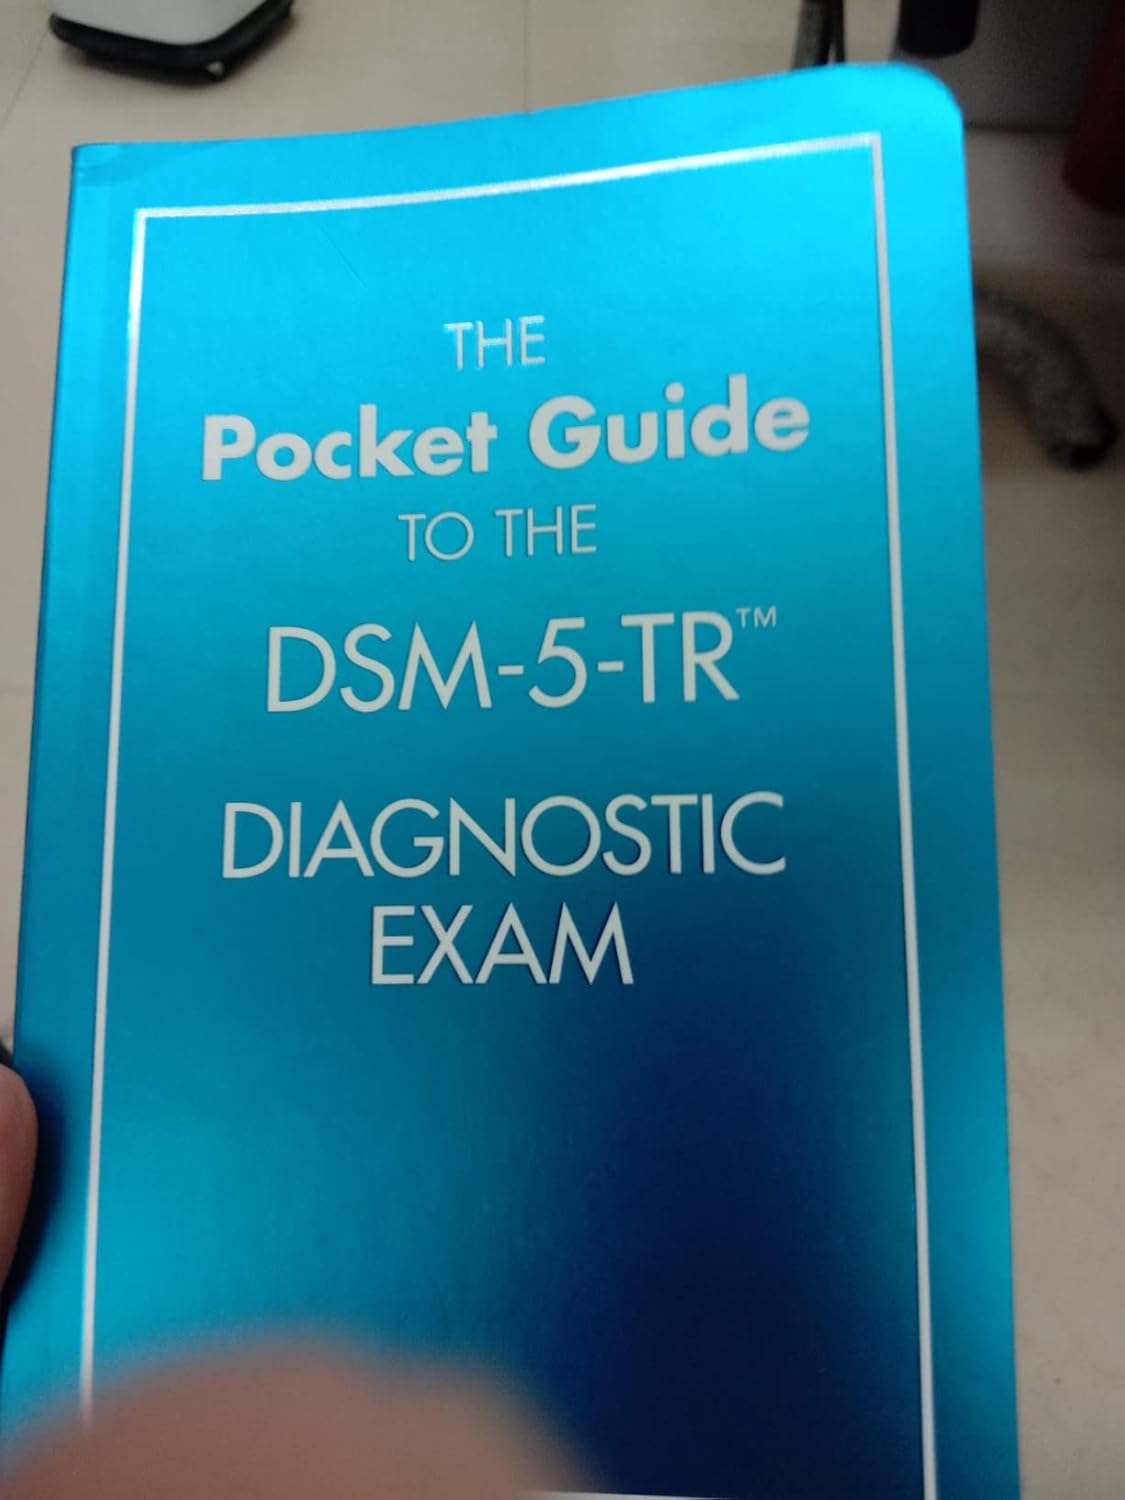 THE
Pocket Guide
TO THE
DSM-5-TR™
DIAGNOSTIC
EXAM